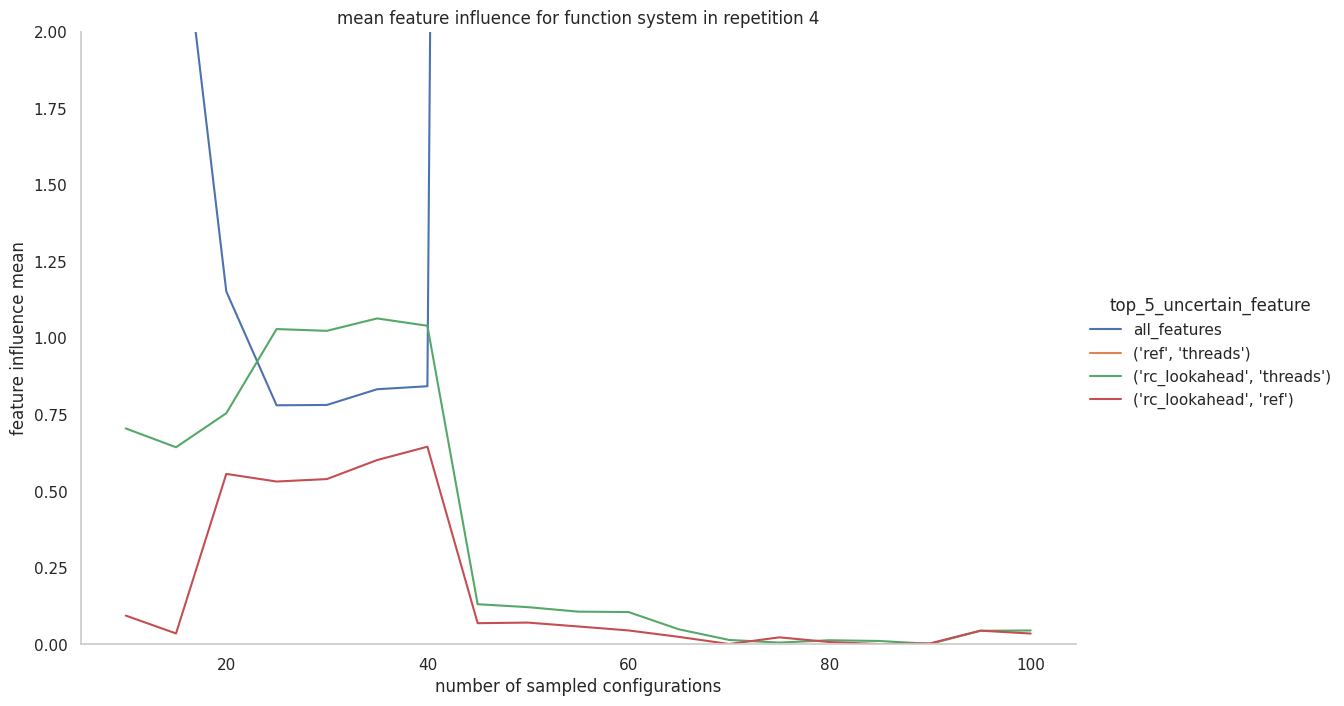 mean feature influence for function system in repetition 4
2.00
1.75
1.50
1.25
1.00
0.75
0.50
0.25
0.00
feature influence mean
20
40
60
80
100
number of sampled configurations
top_5_uncertain_feature
all_features
('ref', 'threads')
('rc_lookahead', 'threads')
('rc_lookahead', 'ref')